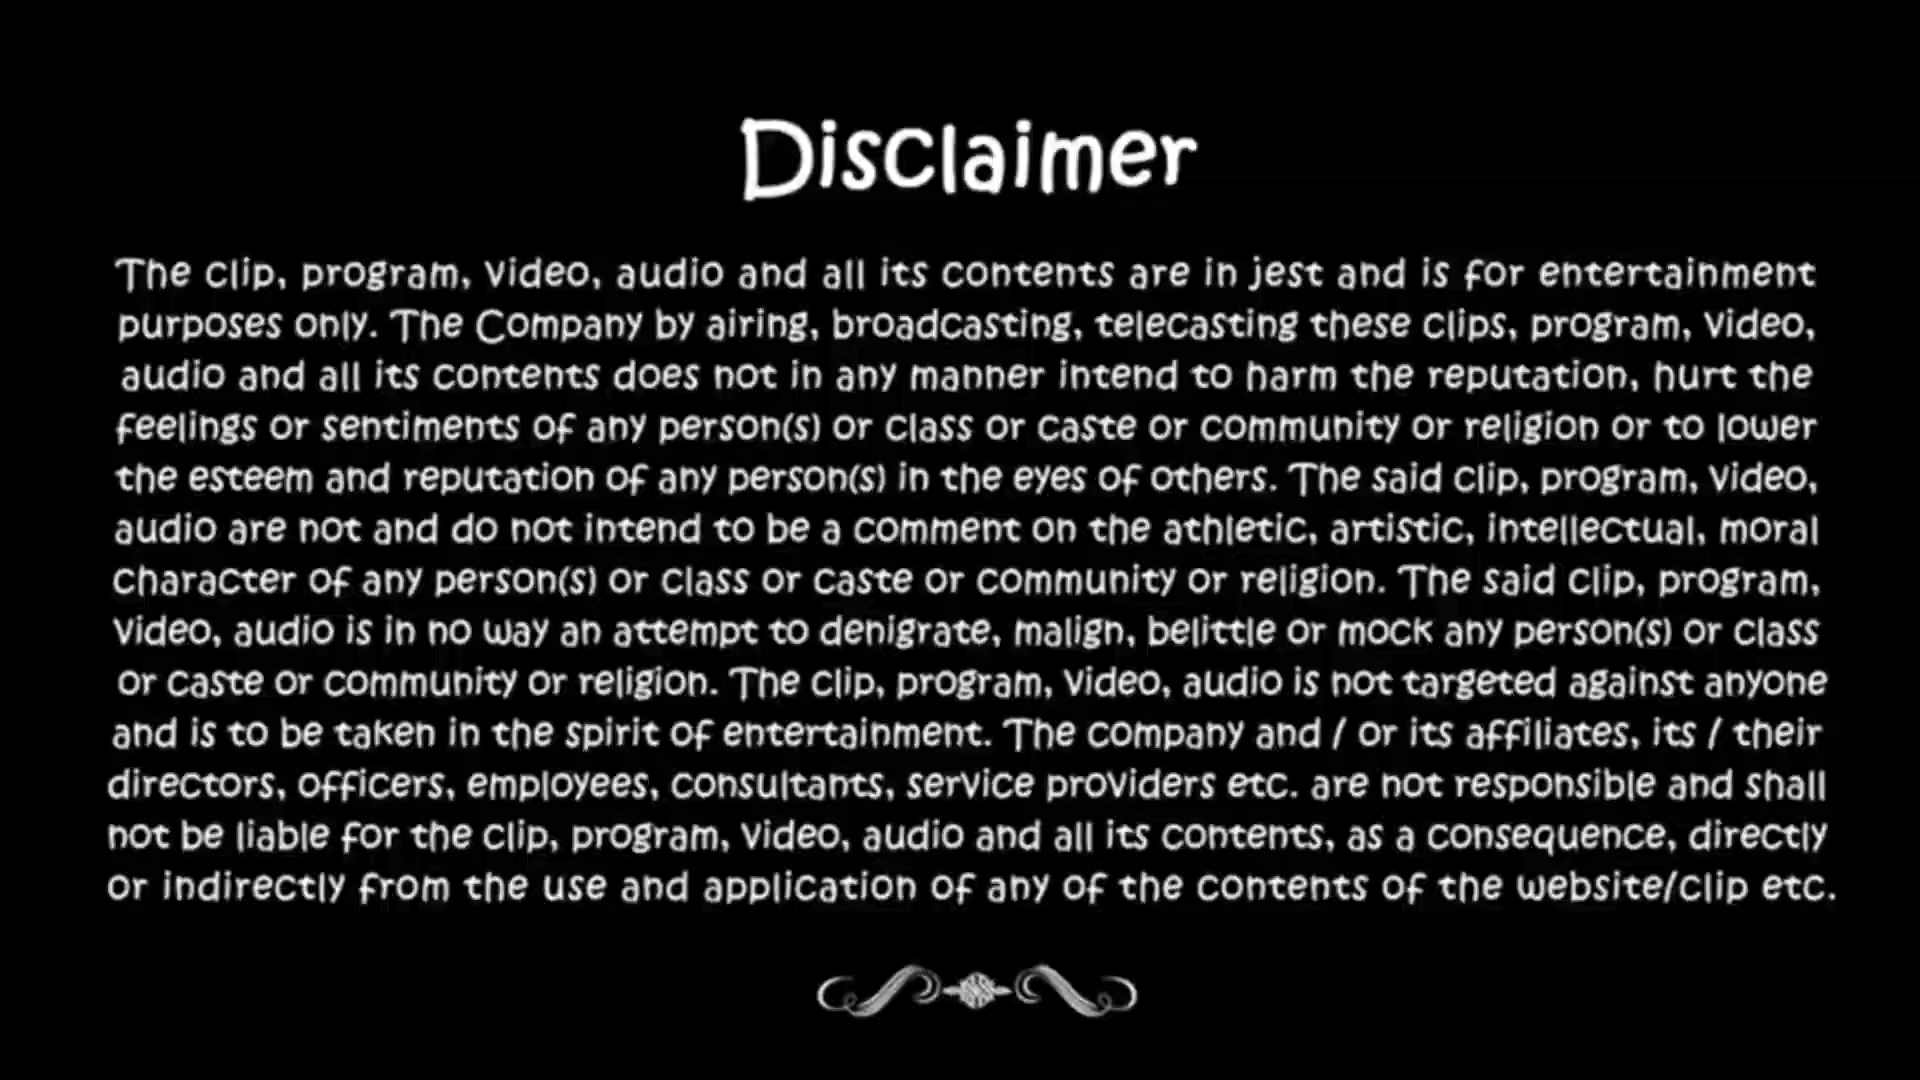 Disclaimer
The clip, program, video, audio and all its contents are in jest and is for entertainment
purposes only. The Company by airing, broadcasting, telecasting these clips, program, video,
audio and all its contents does not in any manner intend to harm the reputation, hurt the
feelings or sentiments of any person(s) or class or caste or community or religion or to lower
the esteem and reputation of any person(s) in the eyes of others. The said clip, program, video,
audio are not and do not intend to be a comment on the athletic, artistic, intellectual, moral
character of any person(s) or class or caste or community or religion. The said clip, program,
video, audio is in no way an attempt to denigrate, malign, belittle or mock any person(s) or class
or caste or community or religion. The clip, program, video, audio is not targeted against anyone
and is to be taken in the spirit of entertainment. The company and / or its affiliates, its / their
directors, officers, employees, consultants, service providers etc. are not responsible and shall
not be liable for the clip, program, video, audio and all its contents, as a consequence, directly
or indirectly from the use and application of any of the contents of the website/clip etc.